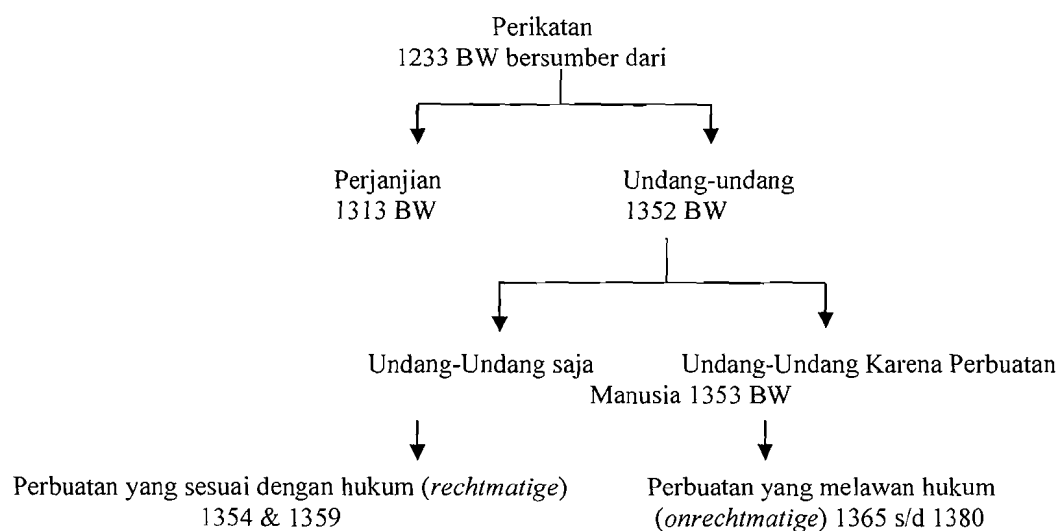 Perikatan
1233 BW bersumber dari
Perjanjian
1313 BW
Undang-undang
1352 BW
Undang-Undang saja
Undang-Undang Karena Perbuatan
Manusia 1353 BW
Perbuatan yang sesuai dengan hukum (rechtmatige)
1354 & 1359
Perbuatan yang melawan hukum
(onrechtmatige) 1365 s/d 1380